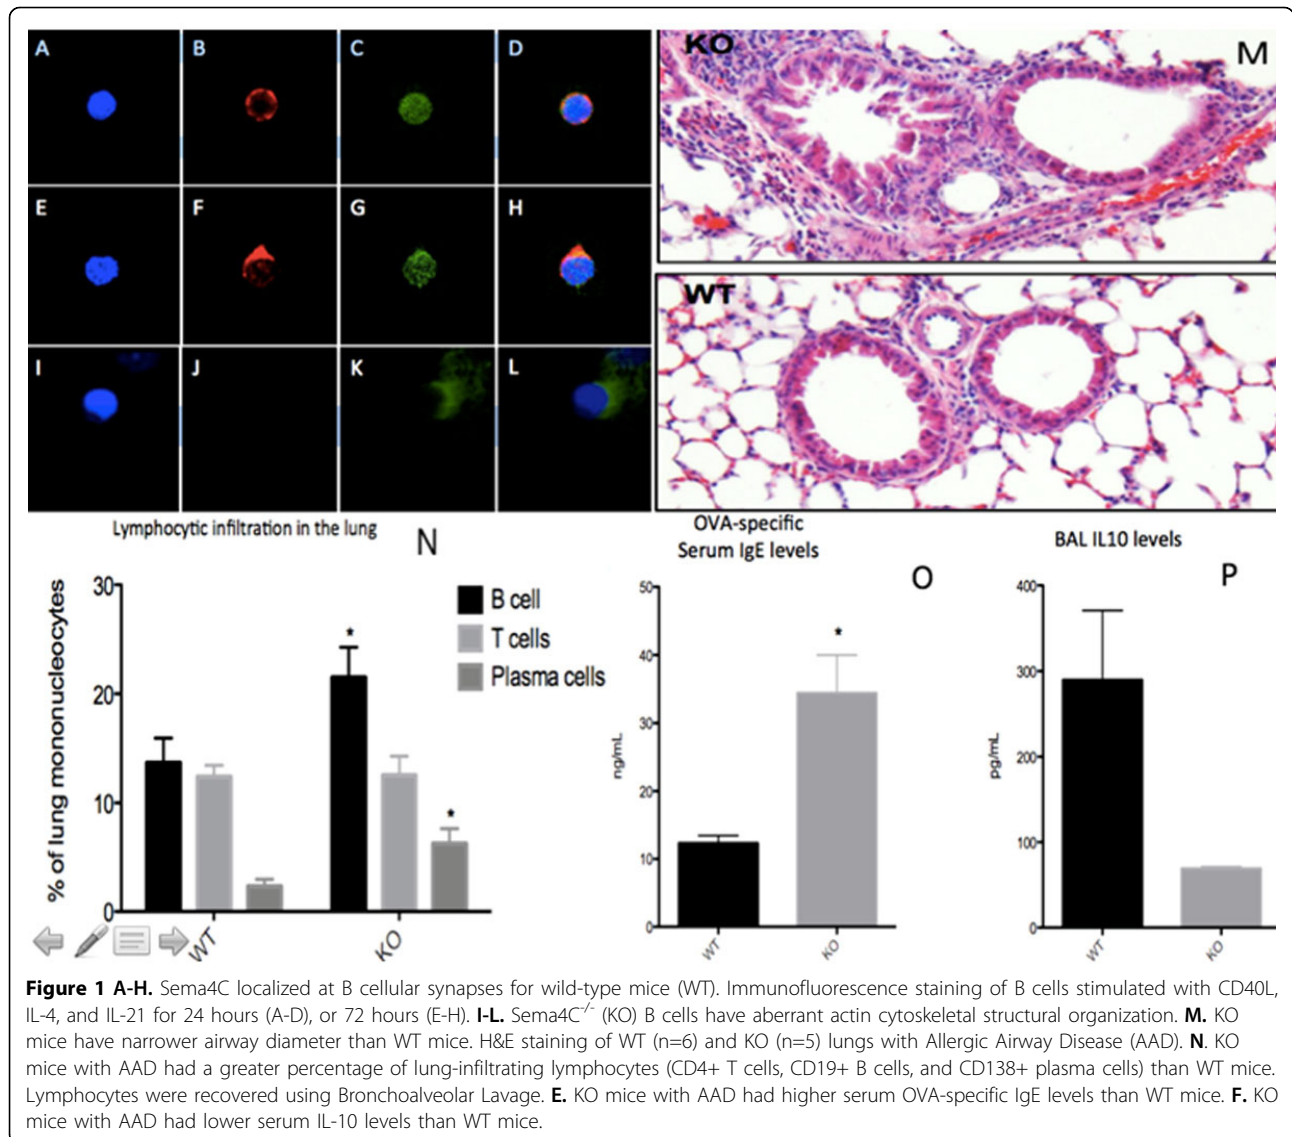 A B C D
E F G H
I J K L
KO M
WT
Lymphocytic infiltration in the lung
N
30
20
10
0
% of lung mononucleocytes
B cell
T cells
Plasma cells
*
*
WT KO
OVA-specific
Serum IgE levels
O
50
40
30
20
10
0
ng/mL
*
WT KO
BAL IL10 levels
P
400
300
200
100
0
pg/mL
WT KO
Figure 1 A-H. Sema4C localized at B cellular synapses for wild-type mice (WT). Immunofluorescence staining of B cells stimulated with CD40L,
IL-4, and IL-21 for 24 hours (A-D), or 72 hours (E-H). I-L. Sema4C-/- (KO) B cells have aberrant actin cytoskeletal structural organization. M. KO
mice have narrower airway diameter than WT mice. H&E staining of WT (n=6) and KO (n=5) lungs with Allergic Airway Disease (AAD). N. KO
mice with AAD had a greater percentage of lung-infiltrating lymphocytes (CD4+ T cells, CD19+ B cells, and CD138+ plasma cells) than WT mice.
Lymphocytes were recovered using Bronchoalveolar Lavage. E. KO mice with AAD had higher serum OVA-specific IgE levels than WT mice. F. KO
mice with AAD had lower serum IL-10 levels than WT mice.